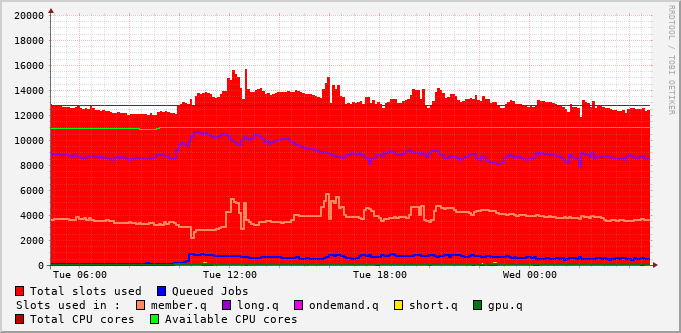 20000
18000
16000
14000
12000
10000
8000
6000
4000
2000
0
Tue 06:00 Tue 12:00 Tue 18:00 Wed 00:00
RRDTOOL / TOBI OETIKER
Total slots used Queued Jobs
Slots used in : member.q long.q ondemand.q short.q gpu.q
Total CPU cores Available CPU cores